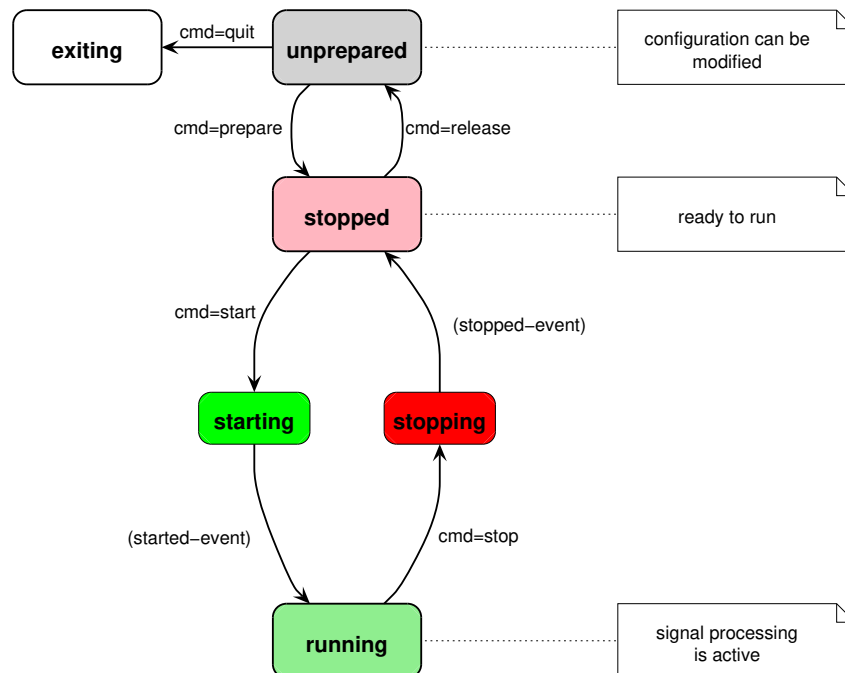 exiting
cmd=quit
unprepared
configuration can be
modified
cmd=prepare
cmd=release
stopped
ready to run
cmd=start
(stopped−event)
starting
stopping
(started−event)
cmd=stop
running
signal processing
is active